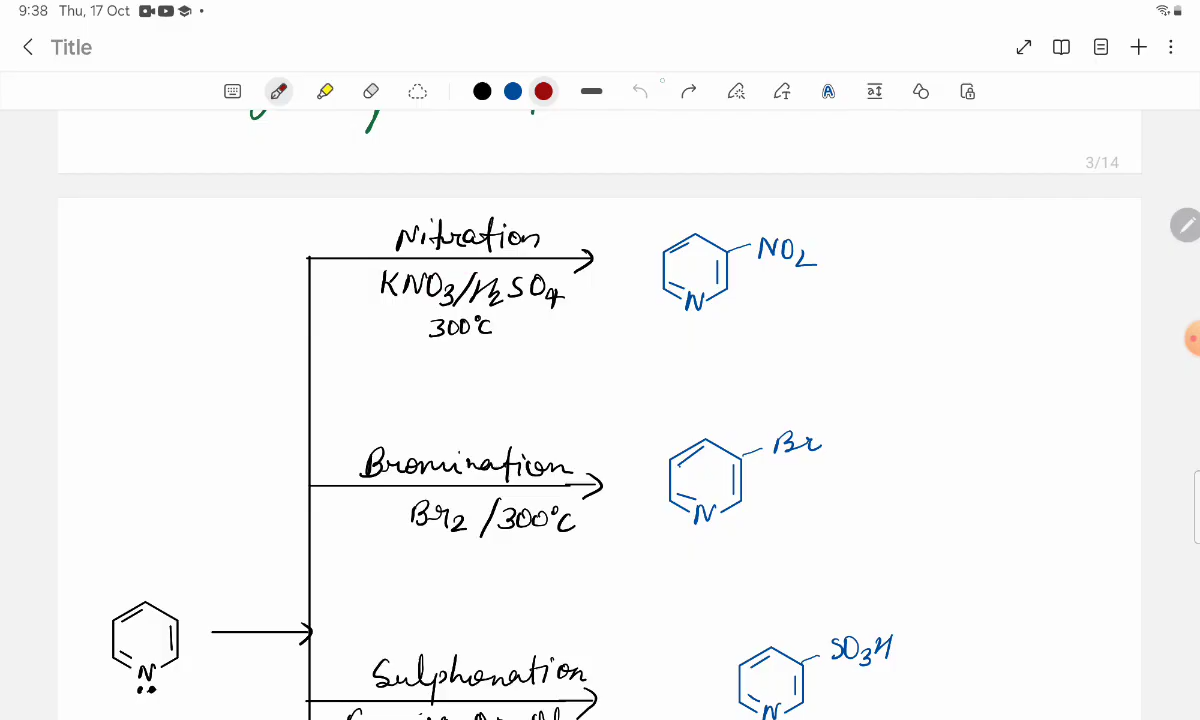 9:38 Thu, 17 Oct
Title
3/14
Nitration
KNO3/H2SO4
300°C
NO2
N
Bromination
Br2 /300°C
Br
N
N
Sulphonation
SO3H
N